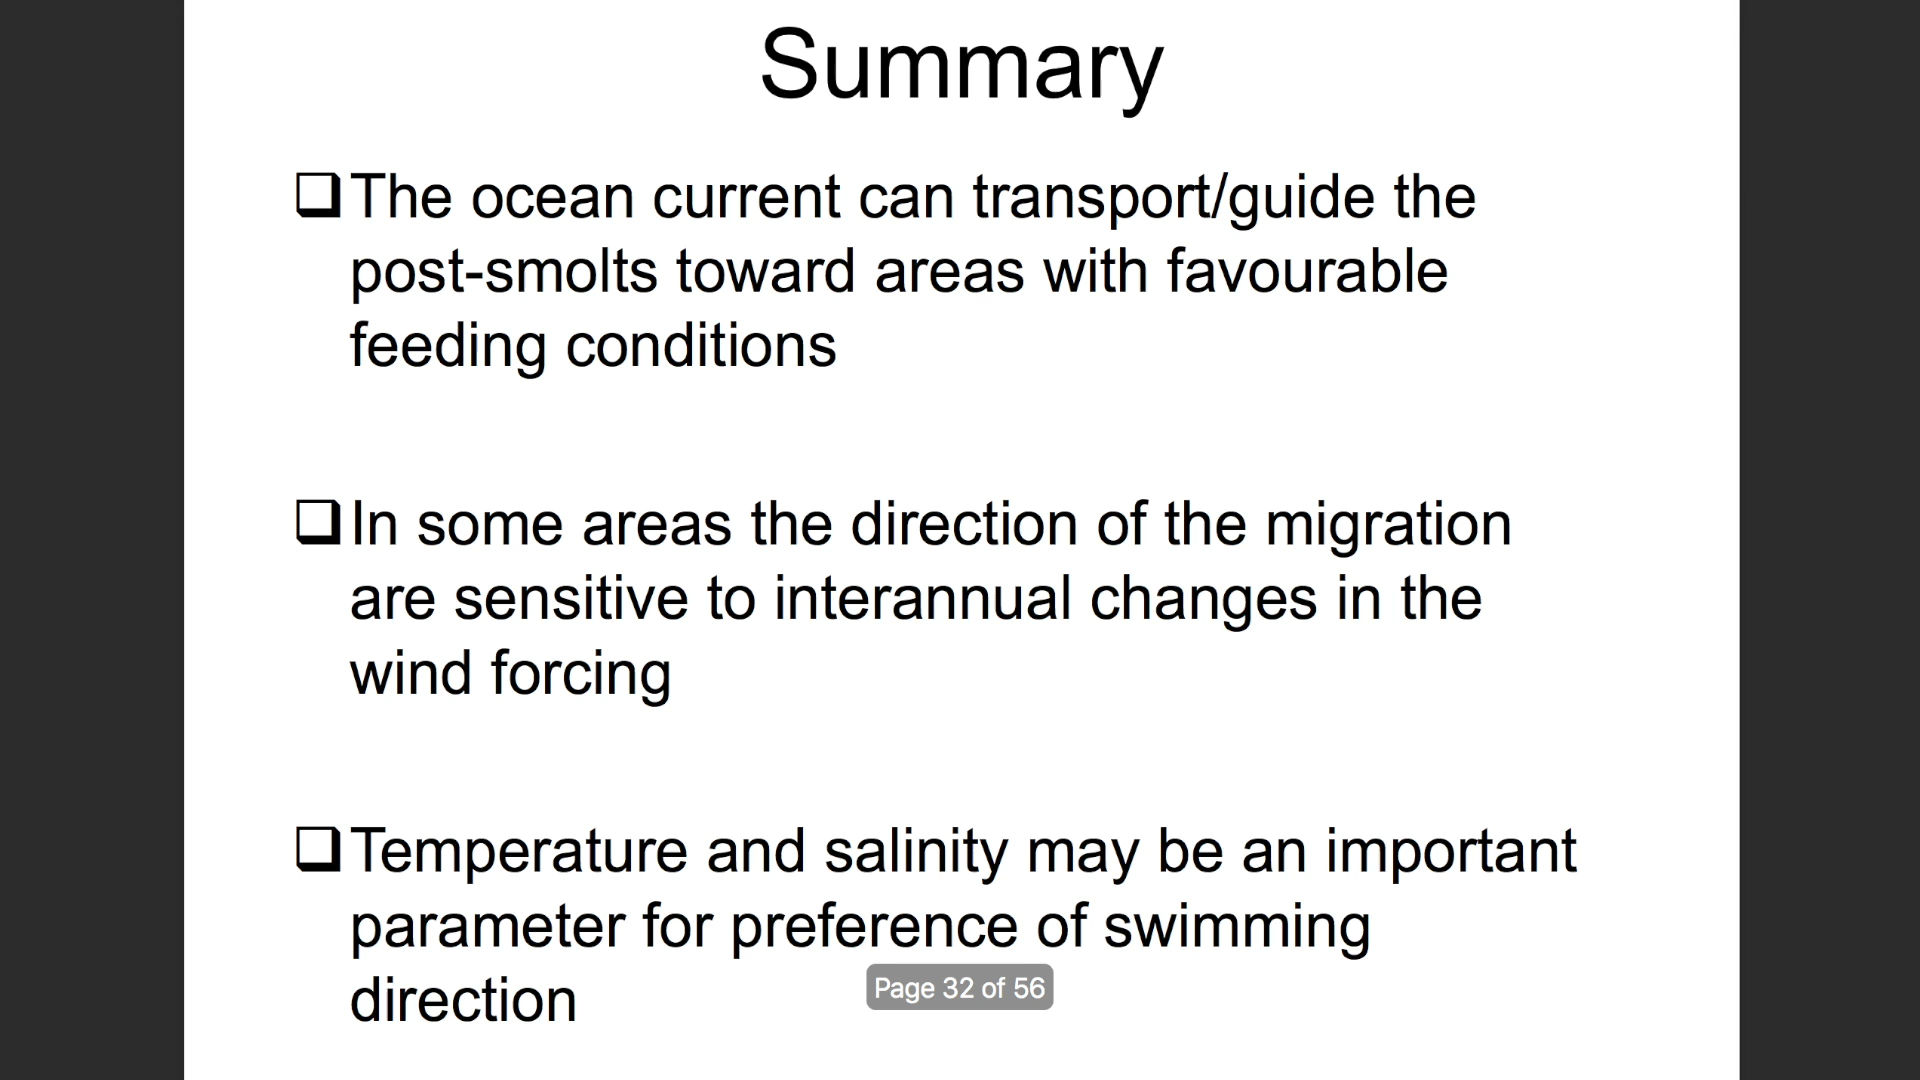 Summary
❑The ocean current can transport/guide the
post-smolts toward areas with favourable
feeding conditions
❑In some areas the direction of the migration
are sensitive to interannual changes in the
wind forcing
❑Temperature and salinity may be an important
parameter for preference of swimming
direction
Page 32 of 56